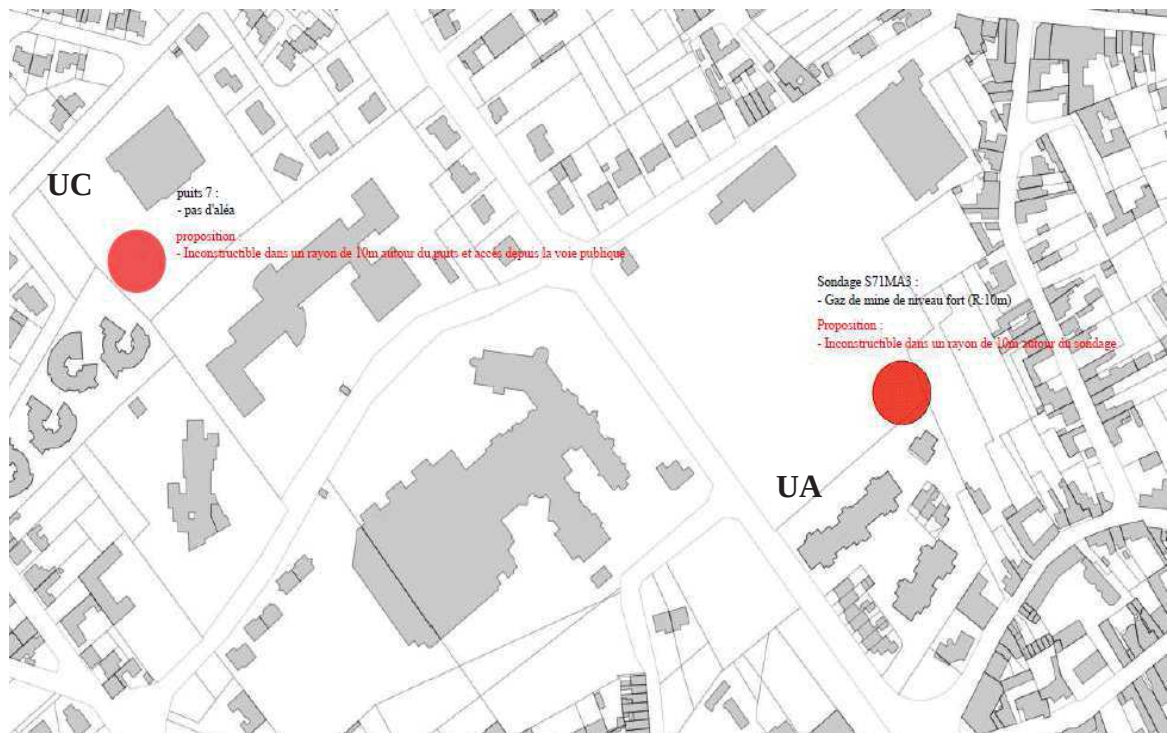 UC
puits 7 :
- pas d'aléa
proposition :
- Inconstructible dans un rayon de 10m autour du puits et accés depuis la voie publique
Sondage S71MA3 :
- Gaz de mine de niveau fort (R:10m)
Proposition :
- Inconstructible dans un rayon de 10m autour du sondage
UA